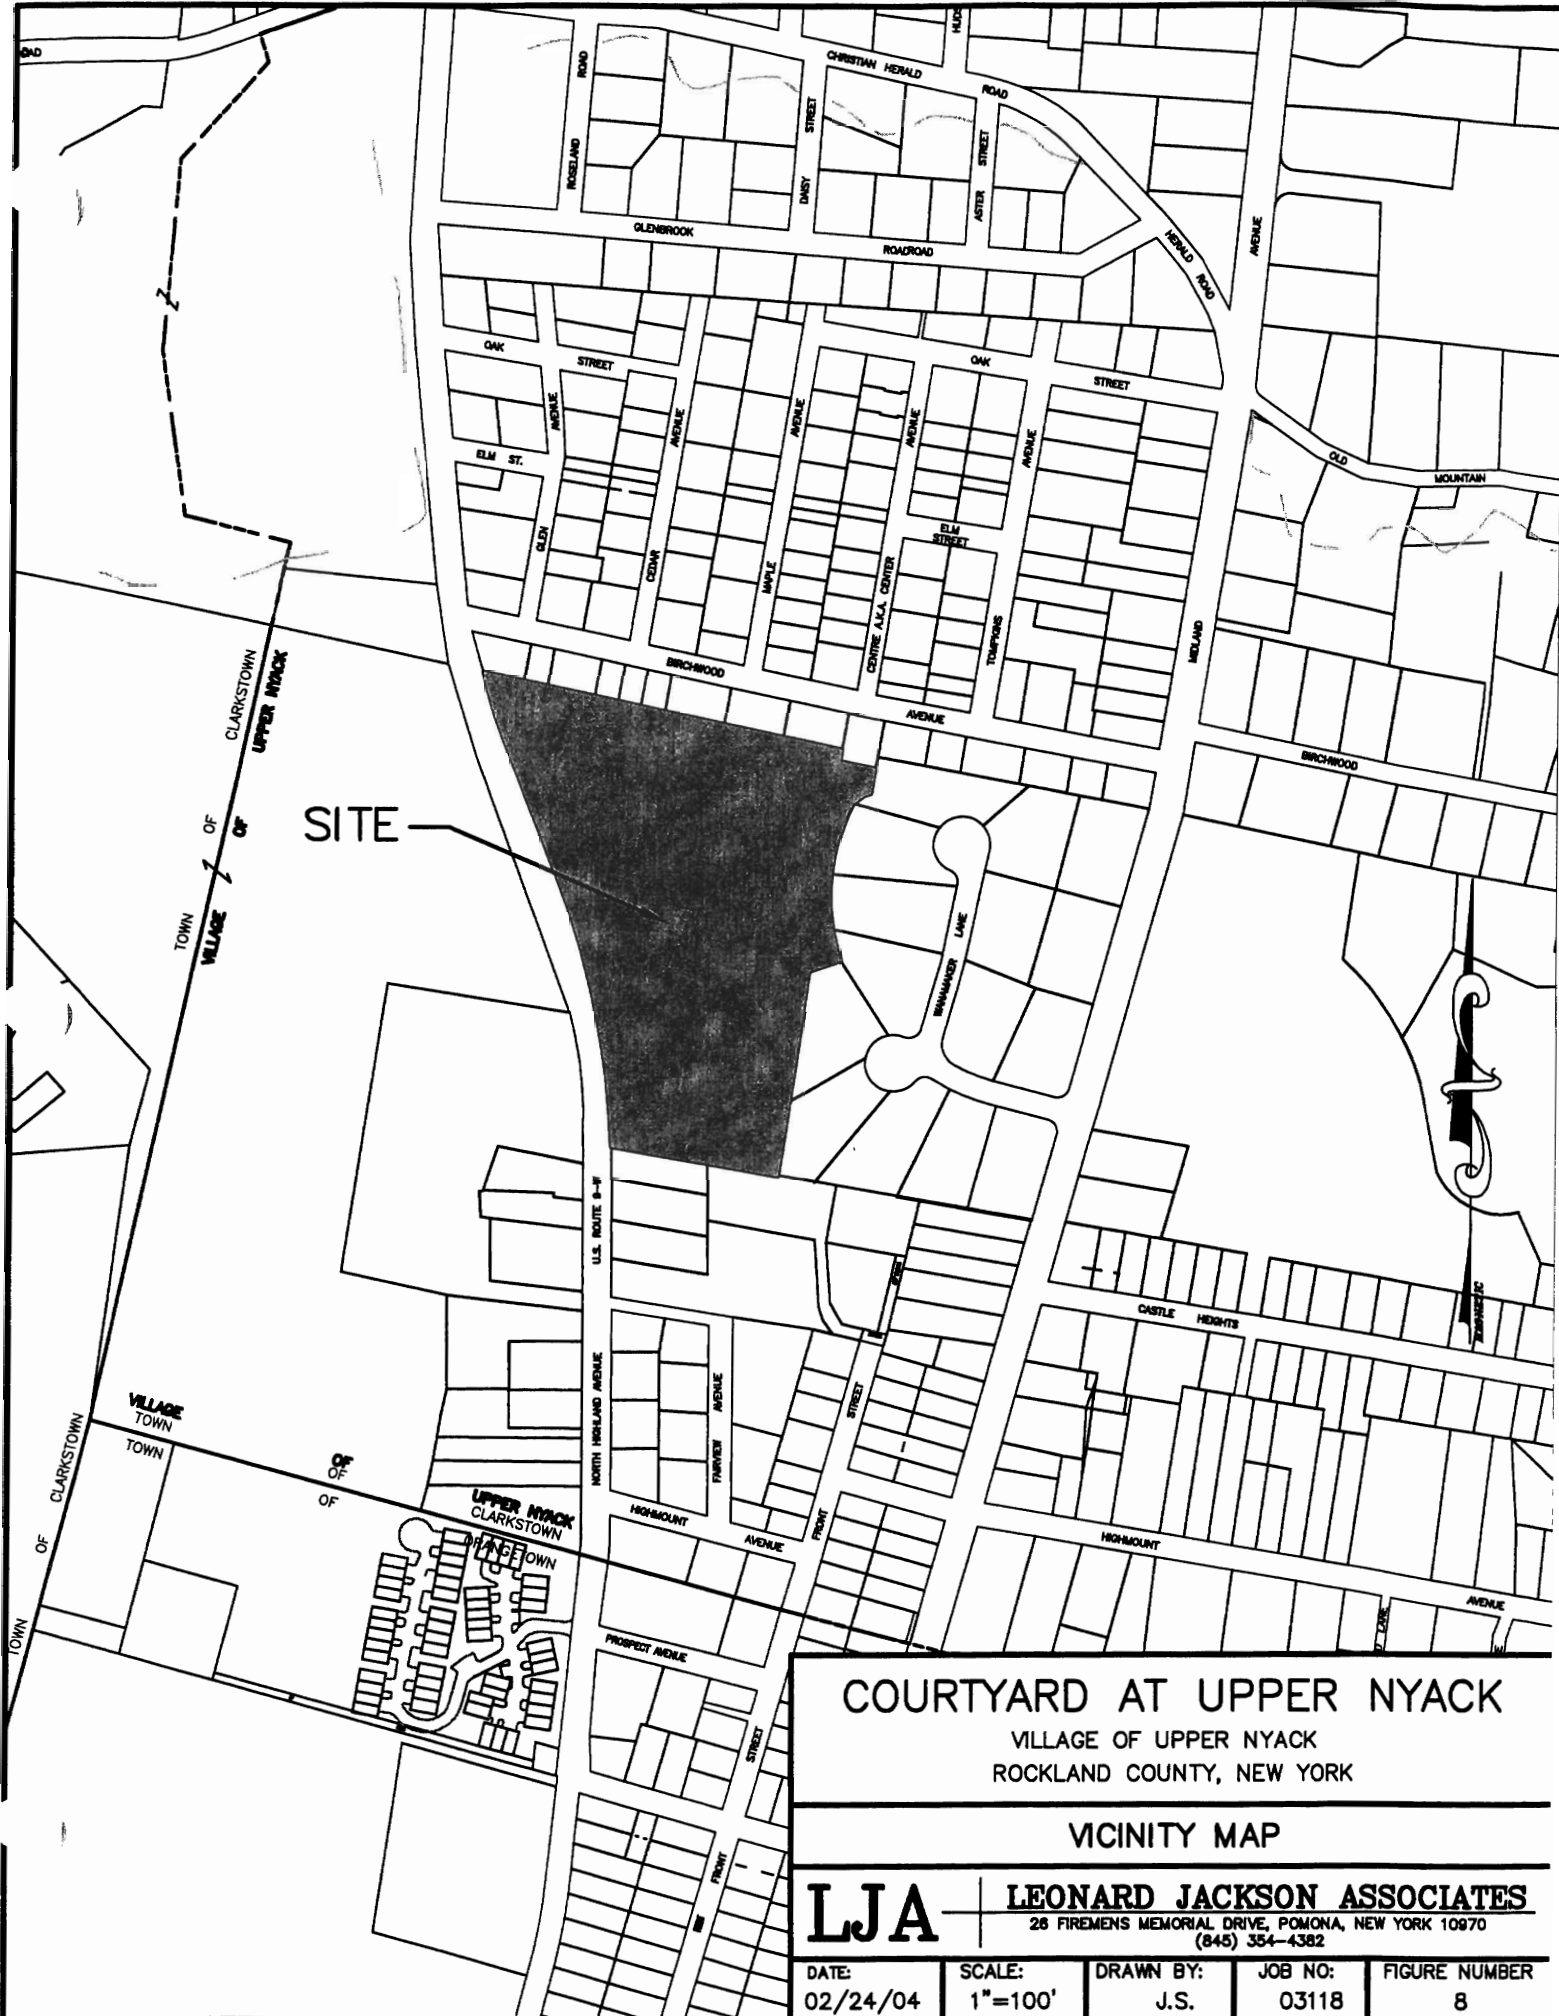 CHRISTIAN HERALD
ROAD
ROAD
ROSELAND
STREET
DAISY
STREET
ASTER
GLENBROOK
ROADROAD
HERALD ROAD
AVENUE
OAK
STREET
OAK
STREET
AVENUE
AVENUE
AVENUE
AVENUE
AVENUE
ELM ST.
OLD
MOUNTAIN
GLEN
CEDAR
MAPLE
CENTRE A.K.A. CENTER
ELM
STREET
TOMPKINS
MIDLAND
BIRCHWOOD
AVENUE
BIRCHWOOD
TOWN OF CLARKSTOWN
VILLAGE OF UPPER NYACK
SITE
WANAMAKER LANE
U.S. ROUTE 9-W
NORTH HIGHLAND AVENUE
FAIRVIEW AVENUE
STREET
FRONT
CASTLE HEIGHTS
MAGNETIC
VILLAGE OF UPPER NYACK
TOWN OF CLARKSTOWN
TOWN OF ORANGETOWN
TOWN OF CLARKSTOWN
HIGHMOUNT
AVENUE
HIGHMOUNT
AVENUE
LANE
PROSPECT AVENUE
STREET
FRONT
COURTYARD AT UPPER NYACK
VILLAGE OF UPPER NYACK
ROCKLAND COUNTY, NEW YORK
VICINITY MAP
LJA
LEONARD JACKSON ASSOCIATES
26 FIREMENS MEMORIAL DRIVE, POMONA, NEW YORK 10970
(845) 354-4382
DATE: SCALE: DRAWN BY: JOB NO: FIGURE NUMBER
02/24/04 1"=100' J.S. 03118 8